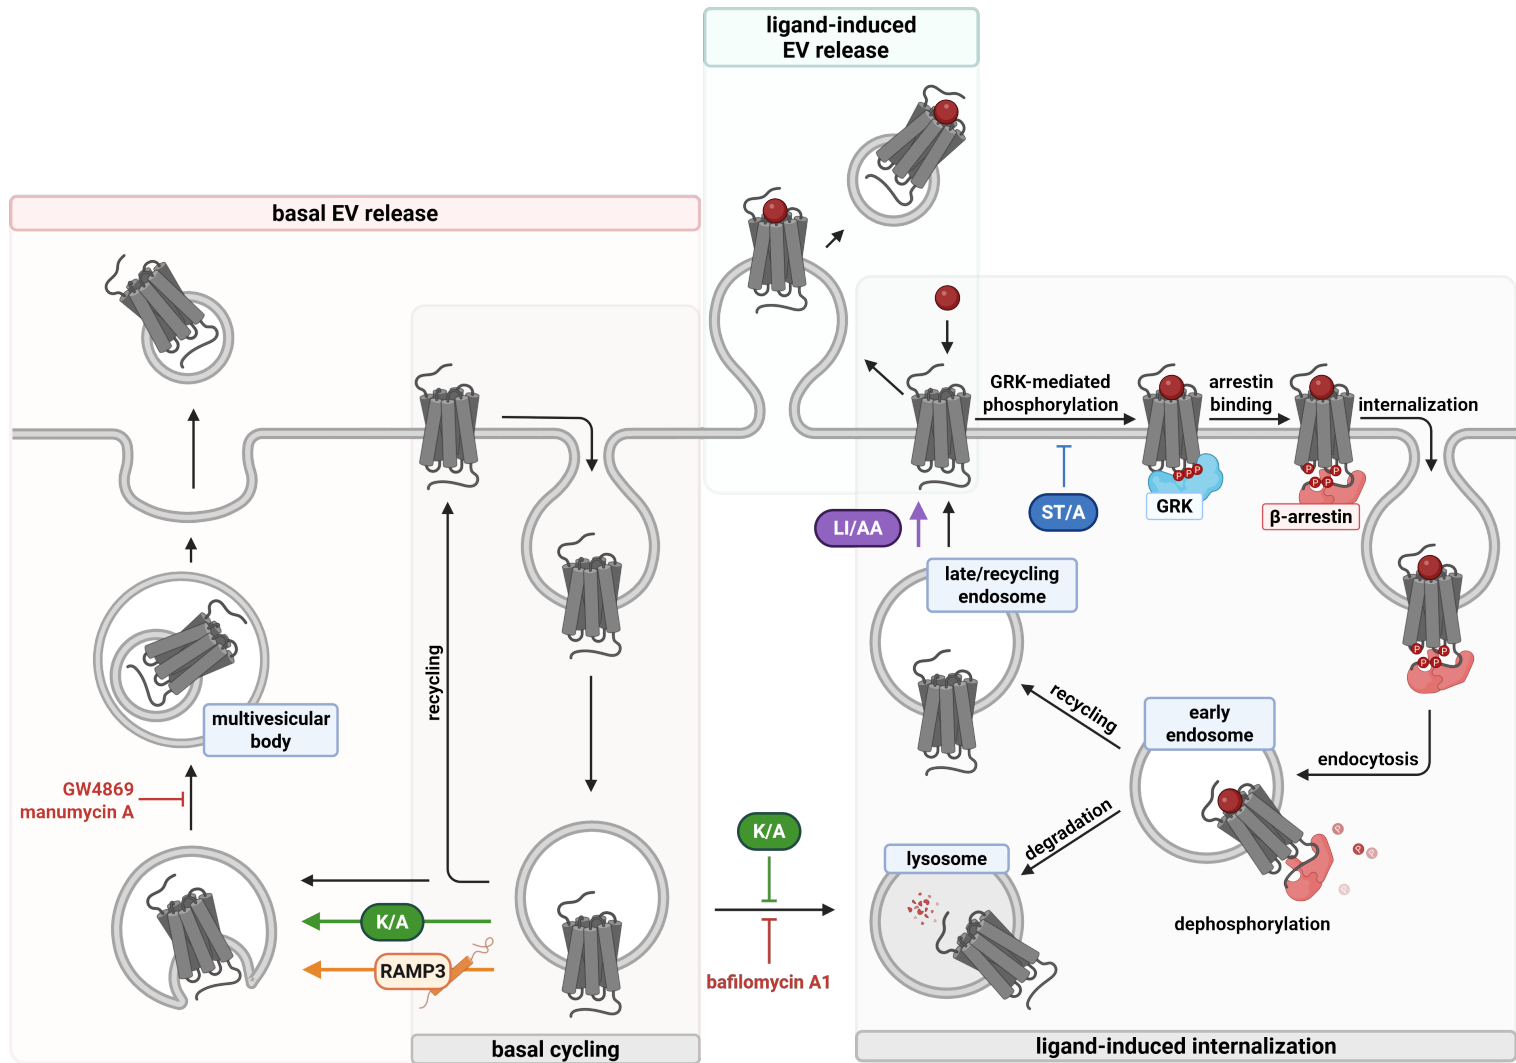 ligand-induced
EV release
basal EV release
GRK-mediated
phosphorylation
arrestin
binding
internalization
P P P
P P
P P
GRK
β-arrestin
LI/AA
ST/A
late/recycling
endosome
recycling
P P
P P
multivesicular
body
recycling
early
endosome
endocytosis
GW4869
manumycin A
K/A
degradation
lysosome
K/A
dephosphorylation
RAMP3
bafilomycin A1
basal cycling
ligand-induced internalization